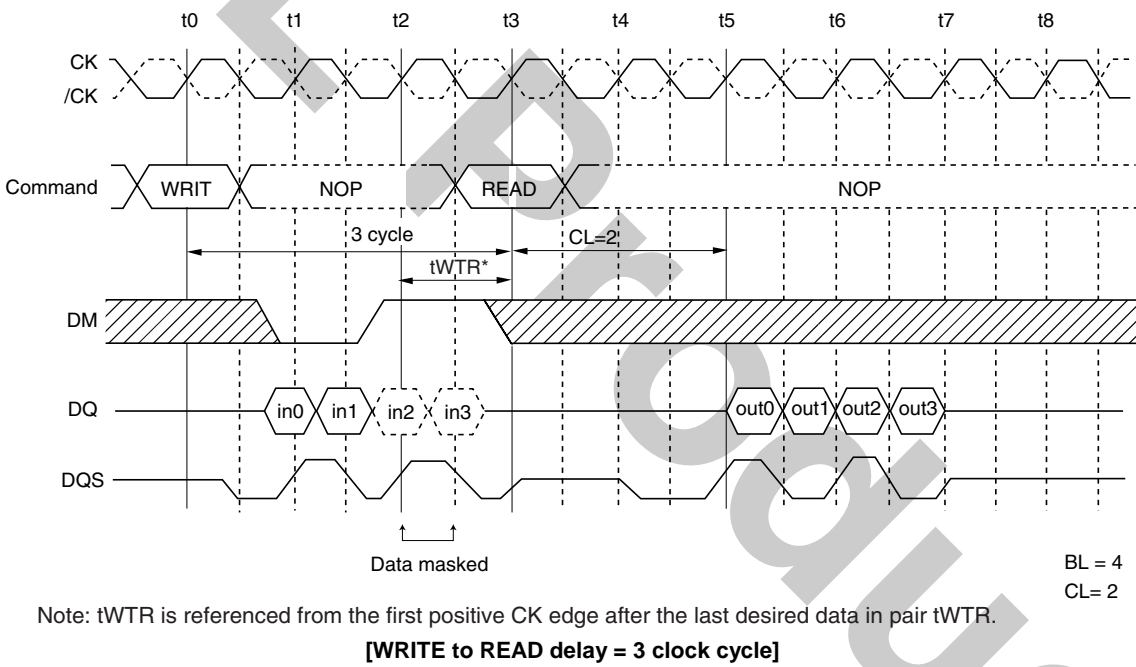 t0 t1 t2 t3 t4 t5 t6 t7 t8
CK
/CK
Command WRIT NOP READ NOP
3 cycle CL=2
tWTR*
DM
DQ in0 in1 in2 in3 out0 out1 out2 out3
DQS
Data masked
BL = 4
CL= 2
Note: tWTR is referenced from the first positive CK edge after the last desired data in pair tWTR.
[WRITE to READ delay = 3 clock cycle]